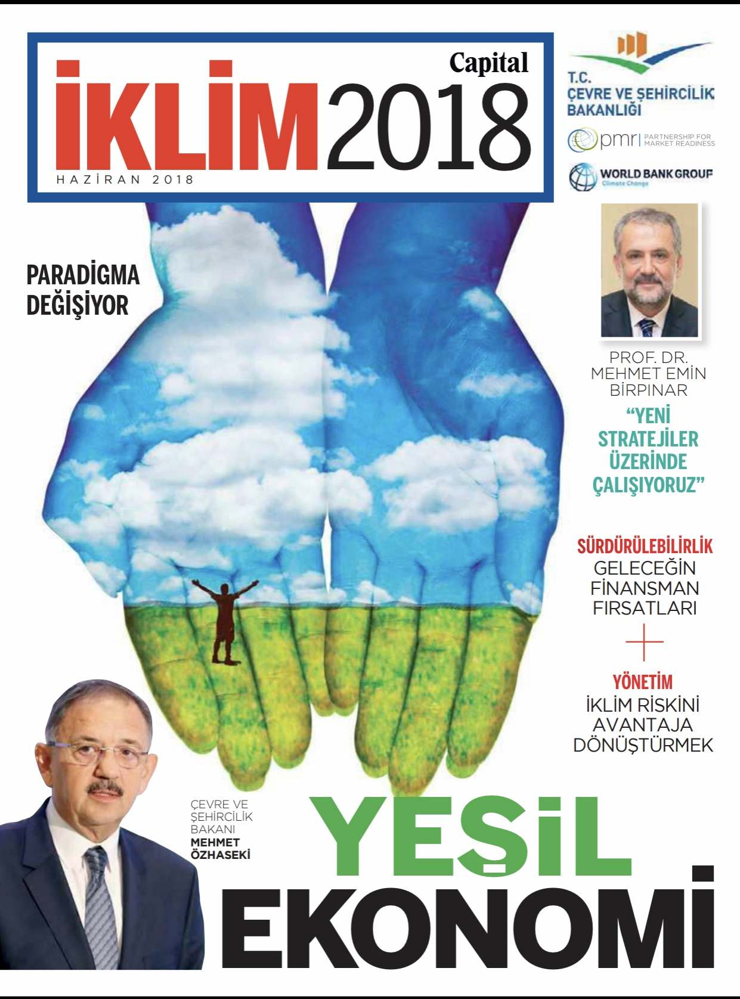 Capital
İKLİM2018
HAZİRAN 2018
T.C.
ÇEVRE VE ŞEHİRCİLİK
BAKANLIĞI
pmr PARTNERSHIP FOR
MARKET READINESS
WORLD BANK GROUP
Climate Change
PARADİGMA
DEĞİŞİYOR
PROF. DR.
MEHMET EMİN
BİRPINAR
“YENİ
STRATEJİLER
ÜZERİNDE
ÇALIŞIYORUZ”
SÜRDÜRÜLEBİLİRLİK
GELECEĞİN
FİNANSMAN
FIRSATLARI
YÖNETİM
İKLİM RİSKİNİ
AVANTAJA
DÖNÜŞTÜRMEK
ÇEVRE VE
ŞEHİRCİLİK
BAKANI
MEHMET
ÖZHASEKİ
YEŞİL
EKONOMİ